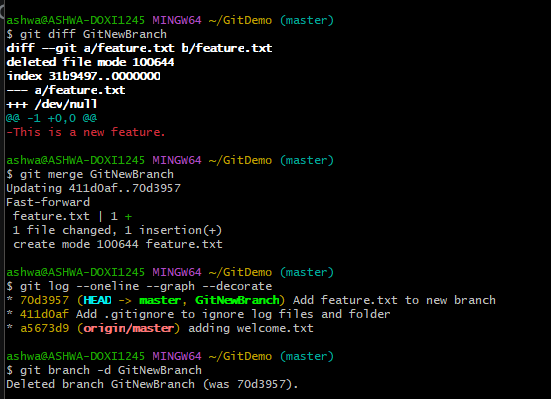 ashwa@ASHWA-DOXI1245 MINGW64 ~/GitDemo (master)
$ git diff GitNewBranch
diff --git a/feature.txt b/feature.txt
deleted file mode 100644
index 31b9497..0000000
--- a/feature.txt
+++ /dev/null
@@ -1 +0,0 @@
-This is a new feature.

ashwa@ASHWA-DOXI1245 MINGW64 ~/GitDemo (master)
$ git merge GitNewBranch
Updating 411d0af..70d3957
Fast-forward
 feature.txt | 1 +
 1 file changed, 1 insertion(+)
 create mode 100644 feature.txt

ashwa@ASHWA-DOXI1245 MINGW64 ~/GitDemo (master)
$ git log --oneline --graph --decorate
* 70d3957 (HEAD -> master, GitNewBranch) Add feature.txt to new branch
* 411d0af Add .gitignore to ignore log files and folder
* a5673d9 (origin/master) adding welcome.txt

ashwa@ASHWA-DOXI1245 MINGW64 ~/GitDemo (master)
$ git branch -d GitNewBranch
Deleted branch GitNewBranch (was 70d3957).